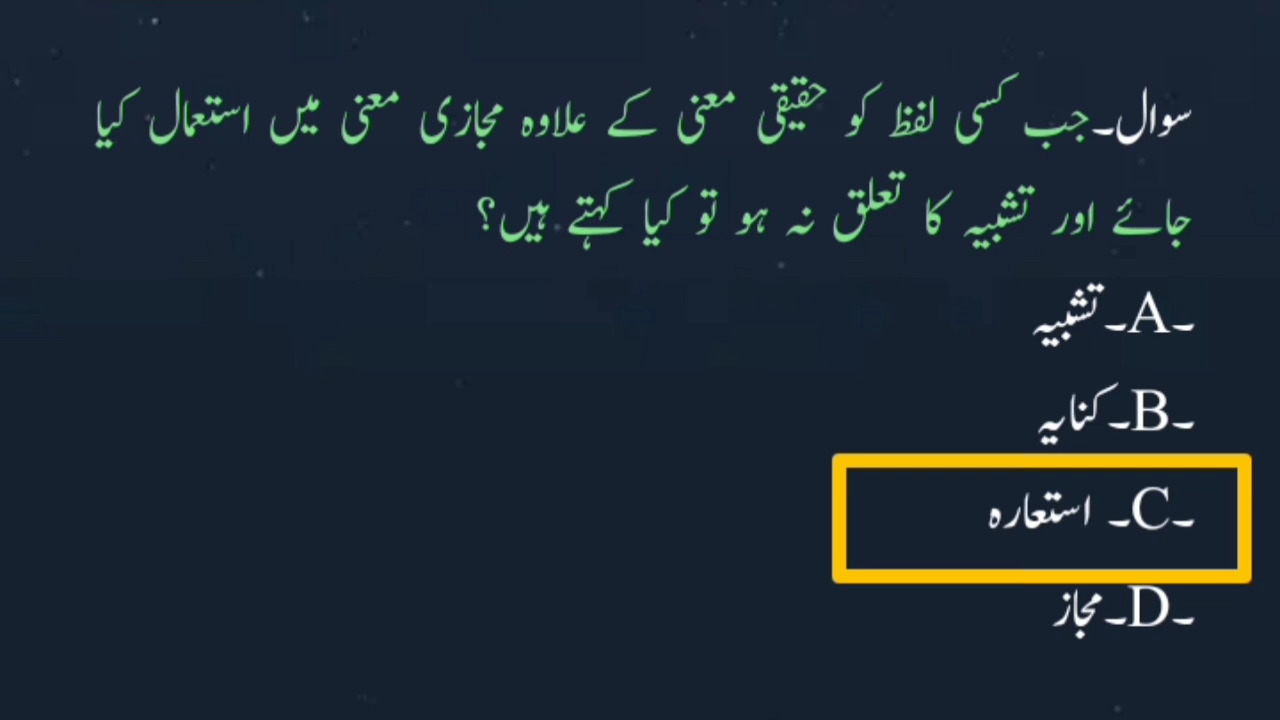 سوال۔جب کسی لفظ کو حقیقی معنی کے علاوہ مجازی معنی میں استعمال کیا
جائے اور تشبیہ کا تعلق نہ ہو تو کیا کہتے ہیں؟
۔A۔تشبیہ
۔B۔کنایہ
۔C۔ استعارہ
۔D۔مجاز